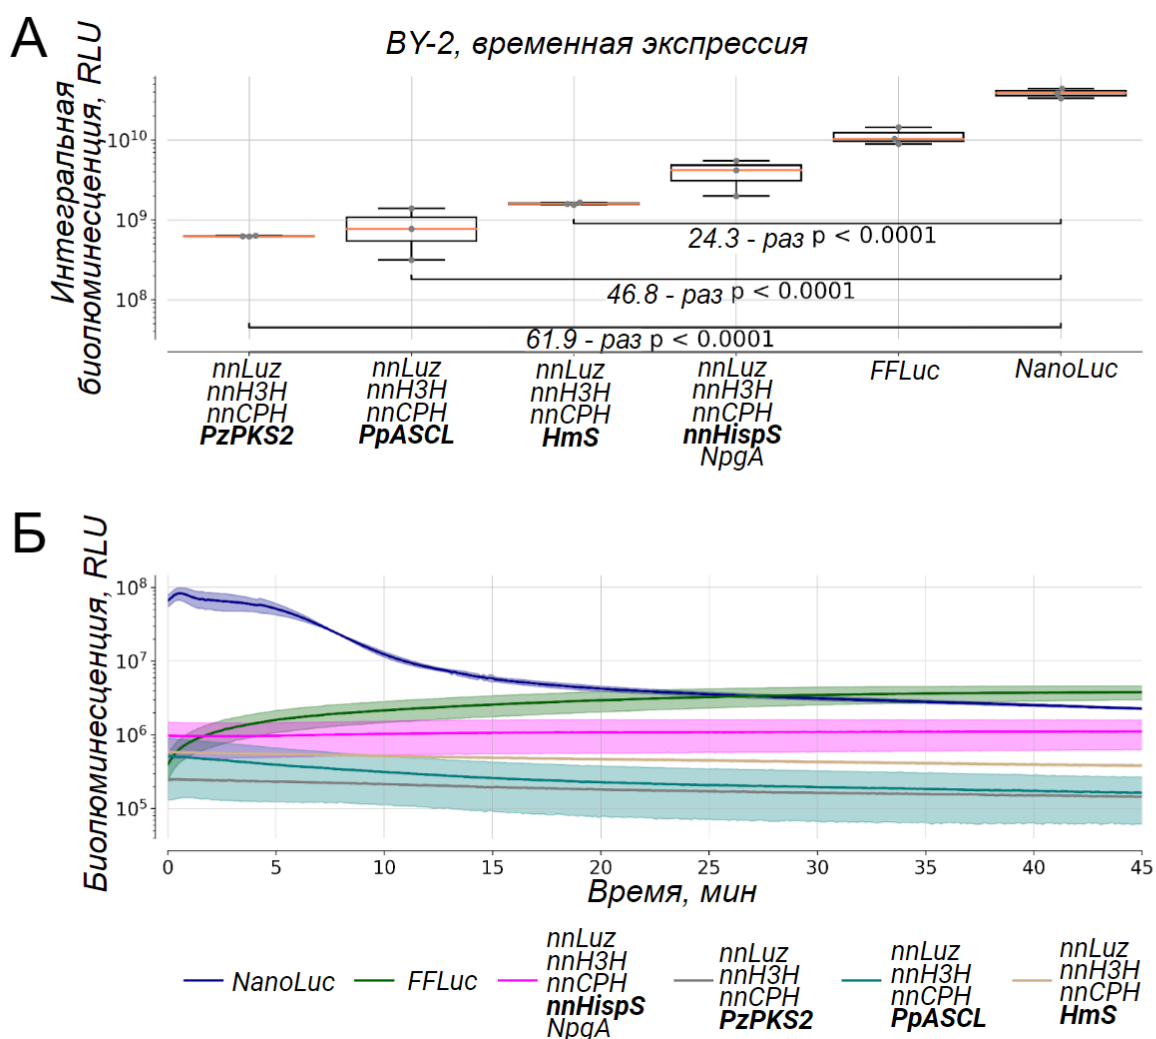 А
BY-2, временная экспрессия
Интегральная
биолюминесценция, RLU
10¹⁰
10⁹
10⁸
24.3 - раз p < 0.0001
46.8 - раз p < 0.0001
61.9 - раз p < 0.0001
nnLuz
nnH3H
nnCPH
PzPKS2
nnLuz
nnH3H
nnCPH
PpASCL
nnLuz
nnH3H
nnCPH
HmS
nnLuz
nnH3H
nnCPH
nnHispS
NpgA
FFLuc
NanoLuc
Б
Биолюминесценция, RLU
10⁸
10⁷
10⁶
10⁵
0 5 10 15 20 25 30 35 40 45
Время, мин
NanoLuc
FFLuc
nnLuz
nnH3H
nnCPH
nnHispS
NpgA
nnLuz
nnH3H
nnCPH
PzPKS2
nnLuz
nnH3H
nnCPH
PpASCL
nnLuz
nnH3H
nnCPH
HmS